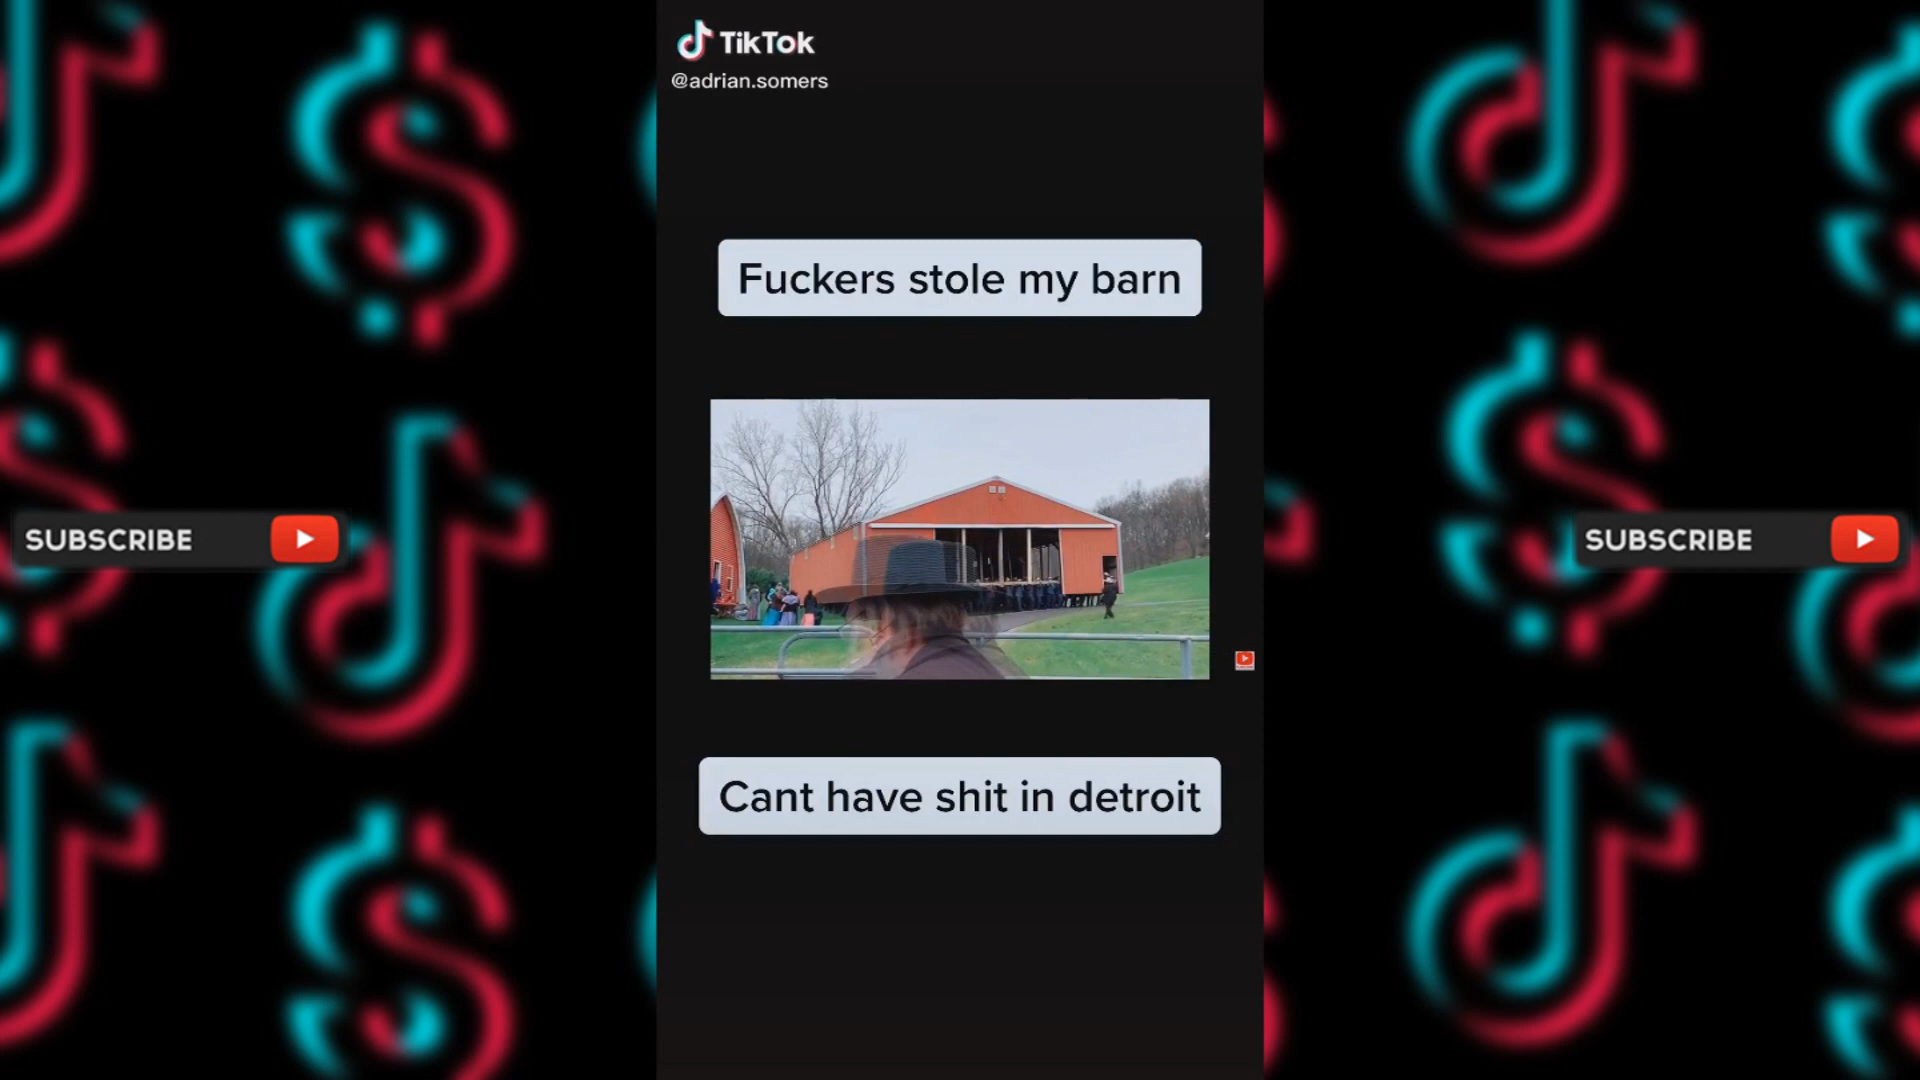 TikTok
@adrian.somers
Fuckers stole my barn
SUBSCRIBE
SUBSCRIBE
Cant have shit in detroit